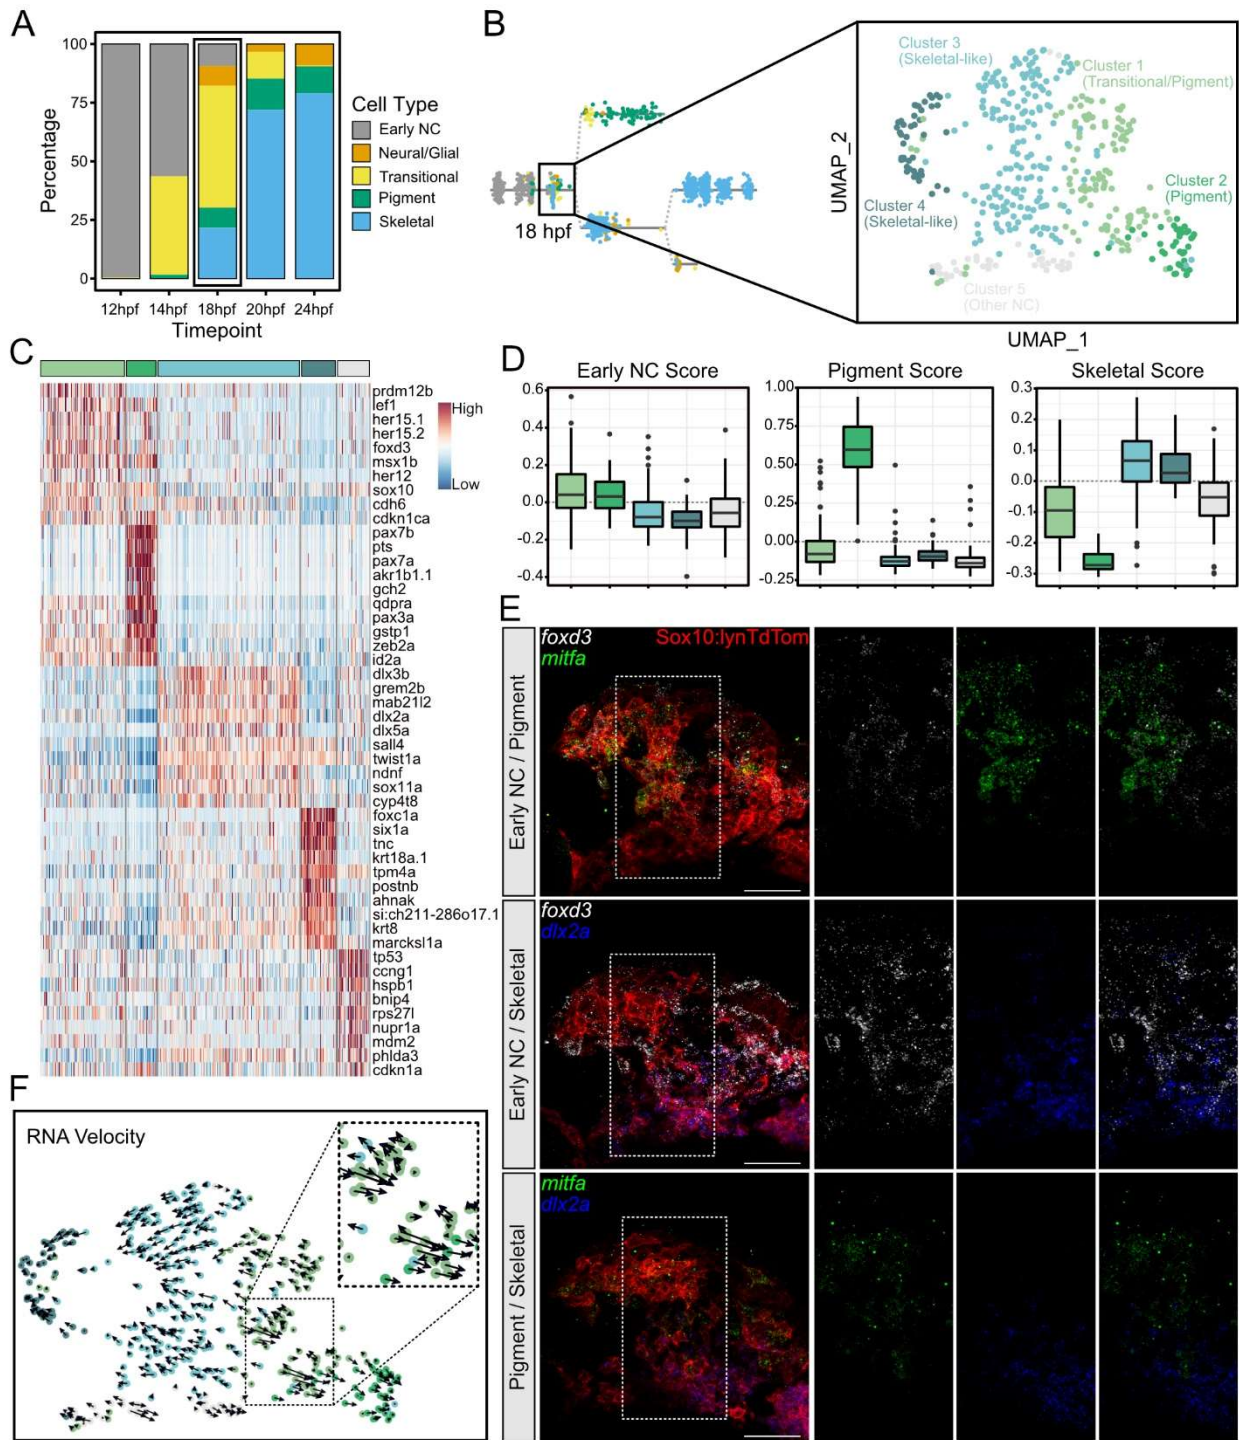 A
100
75
50
25
0
Percentage
12hpf 14hpf 18hpf 20hpf 24hpf
Timepoint
Cell Type
Early NC
Neural/Glial
Transitional
Pigment
Skeletal
B
18 hpf
UMAP_2
Cluster 3
(Skeletal-like)
Cluster 1
(Transitional/Pigment)
Cluster 2
(Pigment)
Cluster 4
(Skeletal-like)
Cluster 5
(Other NC)
UMAP_1
C
prdm12b
lef1
her15.1
her15.2
foxd3
msx1b
her12
sox10
cdh6
cdkn1ca
pax7b
pts
pax7a
akr1b1.1
gch2
qdpra
pax3a
gstp1
zeb2a
id2a
dlx3b
grem2b
mab21l2
dlx2a
dlx5a
sall4
twist1a
ndnf
sox11a
cyp4t8
foxc1a
six1a
tnc
krt18a.1
tpm4a
postnb
ahnak
si:ch211-286o17.1
krt8
marcksl1a
tp53
ccng1
hspb1
bnip4
rps27l
nupr1a
mdm2
phlda3
cdkn1a
High
Low
D
Early NC Score
0.6
0.4
0.2
0.0
-0.2
-0.4
Pigment Score
1.00
0.75
0.50
0.25
0.00
-0.25
Skeletal Score
0.3
0.2
0.1
0.0
-0.1
-0.2
-0.3
E
Early NC / Pigment
foxd3 Sox10:lynTdTom
mitfa
Early NC / Skeletal
foxd3
dlx2a
Pigment / Skeletal
mitfa
dlx2a
F
RNA Velocity